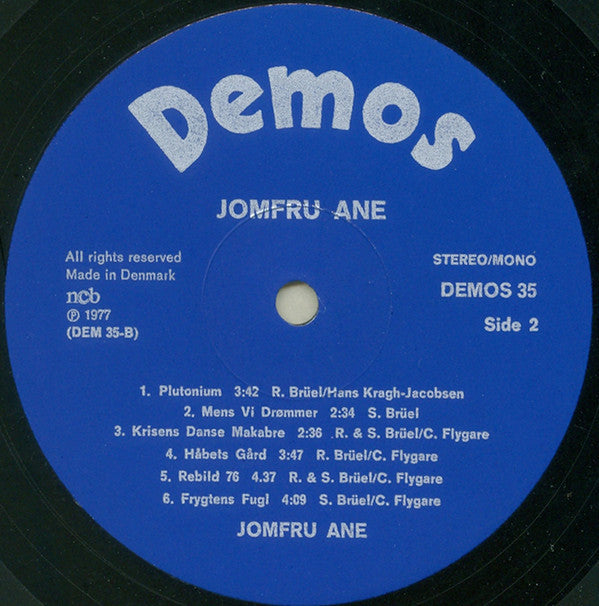 Demos
JOMFRU ANE
All rights reserved
Made in Denmark
ncb
℗ 1977
(DEM 35-B)
STEREO/MONO
DEMOS 35
Side 2
1. Plutonium 3:42 R. Brüel/Hans Kragh-Jacobsen
2. Mens Vi Drømmer 2:34 S. Brüel
3. Krisens Danse Makabre 2:36 R. & S. Brüel/C. Flygare
4. Håbets Gård 3:47 R. Brüel/C. Flygare
5. Rebild 76 4.37 R. & S. Brüel/C. Flygare
6. Frygtens Fugl 4:09 S. Brüel/C. Flygare
JOMFRU ANE